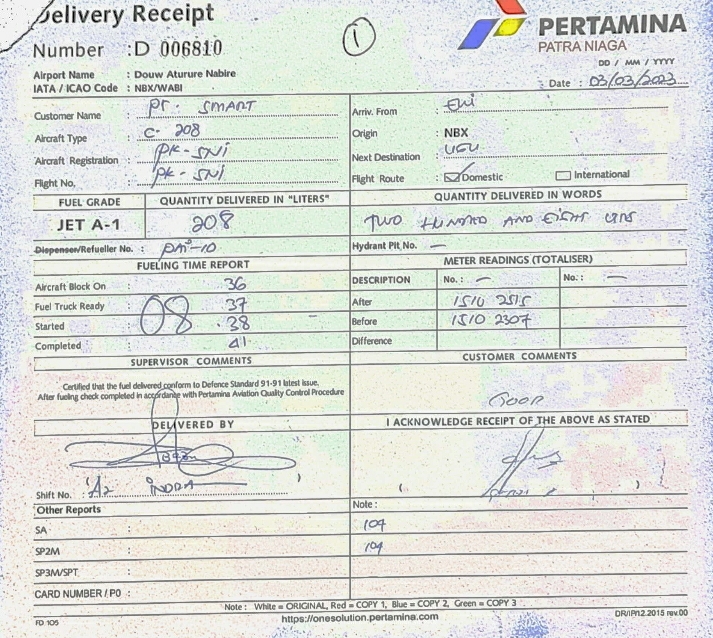 Delivery Receipt
Number : D 006810
1
PERTAMINA
PATRA NIAGA
Airport Name : Douw Aturure Nabire
IATA / ICAO Code : NBX/WABI
DD / MM / YYYY
Date : 03/03/2023
Customer Name : PT. SMART
Aircraft Type : C-208
Aircraft Registration : PK-SNI
Flight No. : PK-SNI
Arriv. From : EWI
Origin : NBX
Next Destination : UGU
Flight Route : Domestic International
FUEL GRADE QUANTITY DELIVERED IN "LITERS" QUANTITY DELIVERED IN WORDS
JET A-1 208 TWO HUNDRED AND EIGHT LTRS
Dispenser/Refueller No. : Hydrant Pit No. —
FUELING TIME REPORT
Aircraft Block On : 36
Fuel Truck Ready : 37
Started : 08 38
Completed : 41
METER READINGS (TOTALISER)
DESCRIPTION No. : — No. : —
After 1510 2515
Before 1510 2307
Difference
SUPERVISOR COMMENTS
Certified that the fuel delivered conform to Defence Standard 91-91 latest issue.
After fueling check completed in accordance with Pertamina Aviation Quality Control Procedure
CUSTOMER COMMENTS
GOOD
DELIVERED BY
Shift No. : A2 INDRA
I ACKNOWLEDGE RECEIPT OF THE ABOVE AS STATED
Other Reports
SA :
SP2M :
SP3M/SPT :
CARD NUMBER / PO :
Note :
104
104
Note : White = ORIGINAL, Red = COPY 1, Blue = COPY 2, Green = COPY 3
FD 105 https://onesolution.pertamina.com DR/IPn2.2015 rev.00